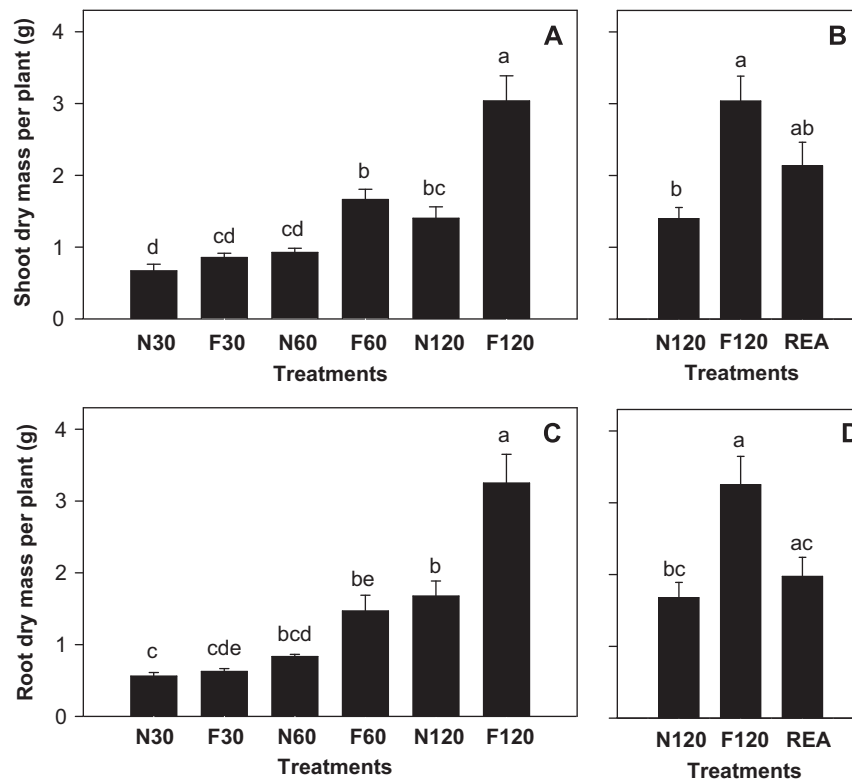 Shoot dry mass per plant (g)
4
3
2
1
0
A
d
cd
cd
b
bc
a
N30 F30 N60 F60 N120 F120
Treatments
B
b
a
ab
N120 F120 REA
Treatments
Root dry mass per plant (g)
4
3
2
1
0
C
c
cde
bcd
be
b
a
N30 F30 N60 F60 N120 F120
Treatments
D
bc
a
ac
N120 F120 REA
Treatments